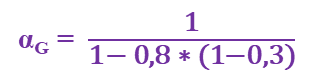 α_G = 1 / (1 − 0,8 * (1−0,3))